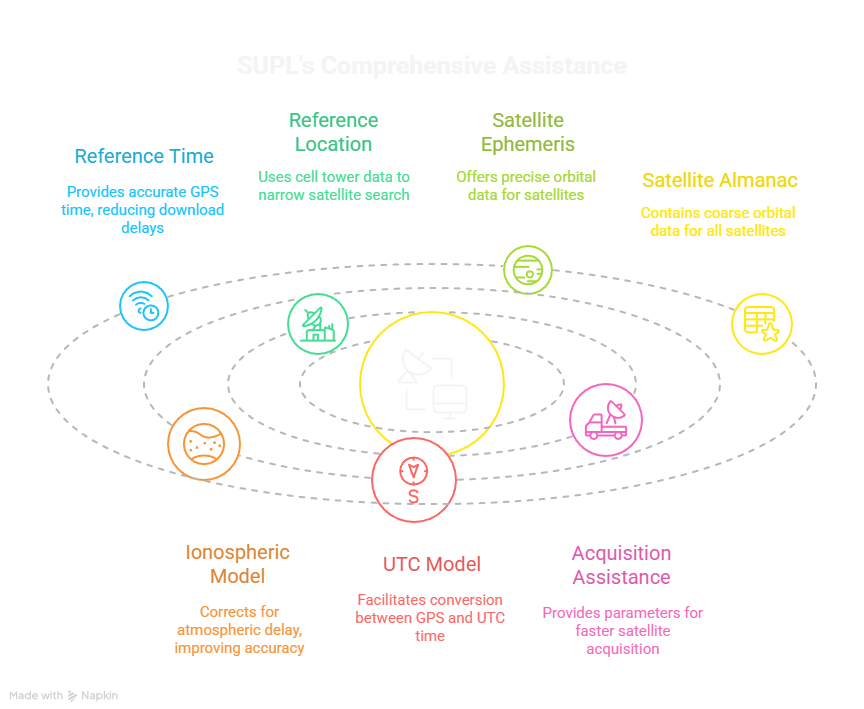 SUPL's Comprehensive Assistance
Reference Time
Provides accurate GPS
time, reducing download
delays
Reference
Location
Uses cell tower data to
narrow satellite search
Satellite
Ephemeris
Offers precise orbital
data for satellites
Satellite Almanac
Contains coarse orbital
data for all satellites
S
Ionospheric
Model
Corrects for
atmospheric delay,
improving accuracy
UTC Model
Facilitates conversion
between GPS and UTC
time
Acquisition
Assistance
Provides parameters for
faster satellite
acquisition
Made with Napkin